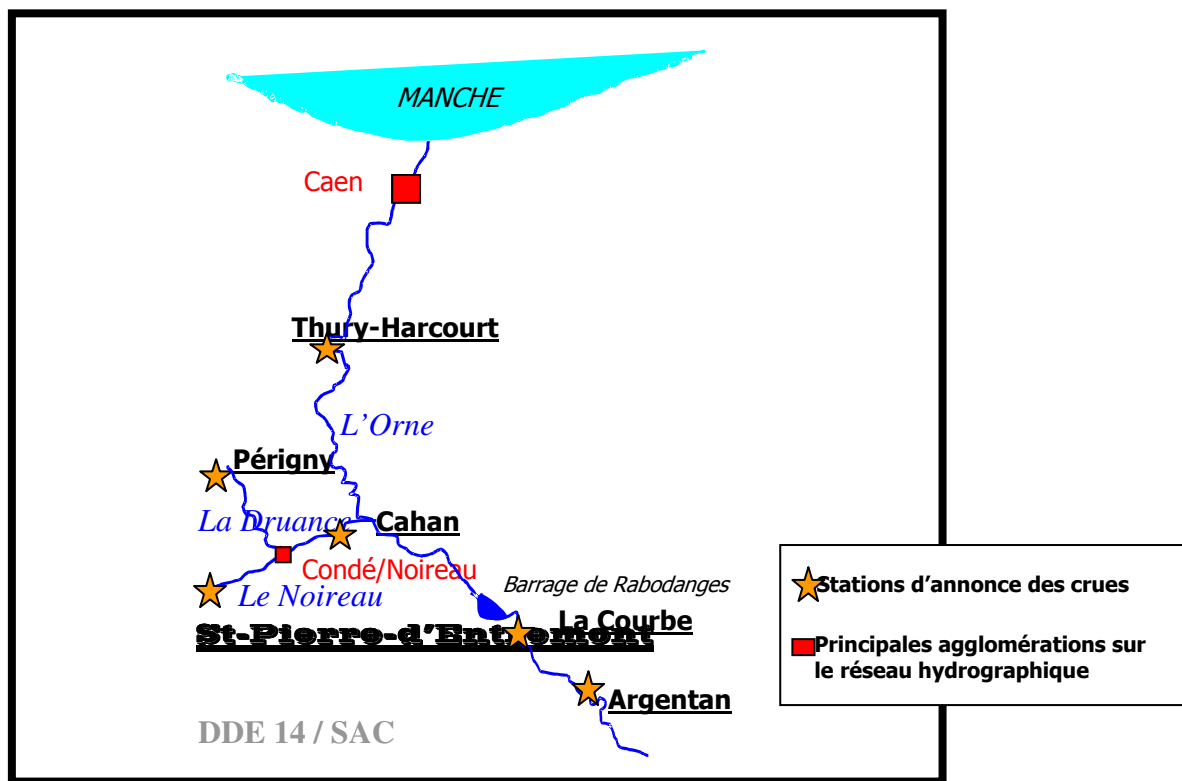 MANCHE
Caen
Thury-Harcourt
L'Orne
Périgny
La Druance
Cahan
Condé/Noireau
Barrage de Rabodanges
Le Noireau
La Courbe
St-Pierre-d'Entremont
Argentan
DDE 14 / SAC
Stations d'annonce des crues
Principales agglomérations sur
le réseau hydrographique